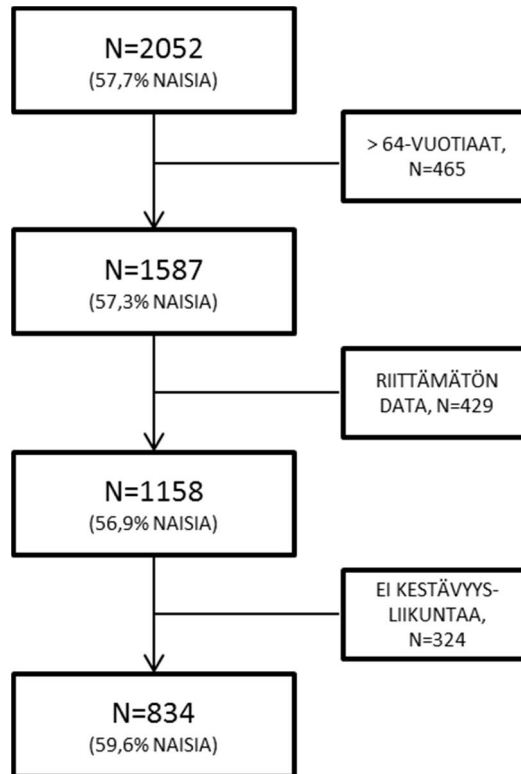 N=2052
(57,7% NAISIA)
> 64-VUOTIAAT,
N=465
N=1587
(57,3% NAISIA)
RIITTÄMÄTÖN
DATA, N=429
N=1158
(56,9% NAISIA)
EI KESTÄVYYS-
LIIKUNTAA,
N=324
N=834
(59,6% NAISIA)